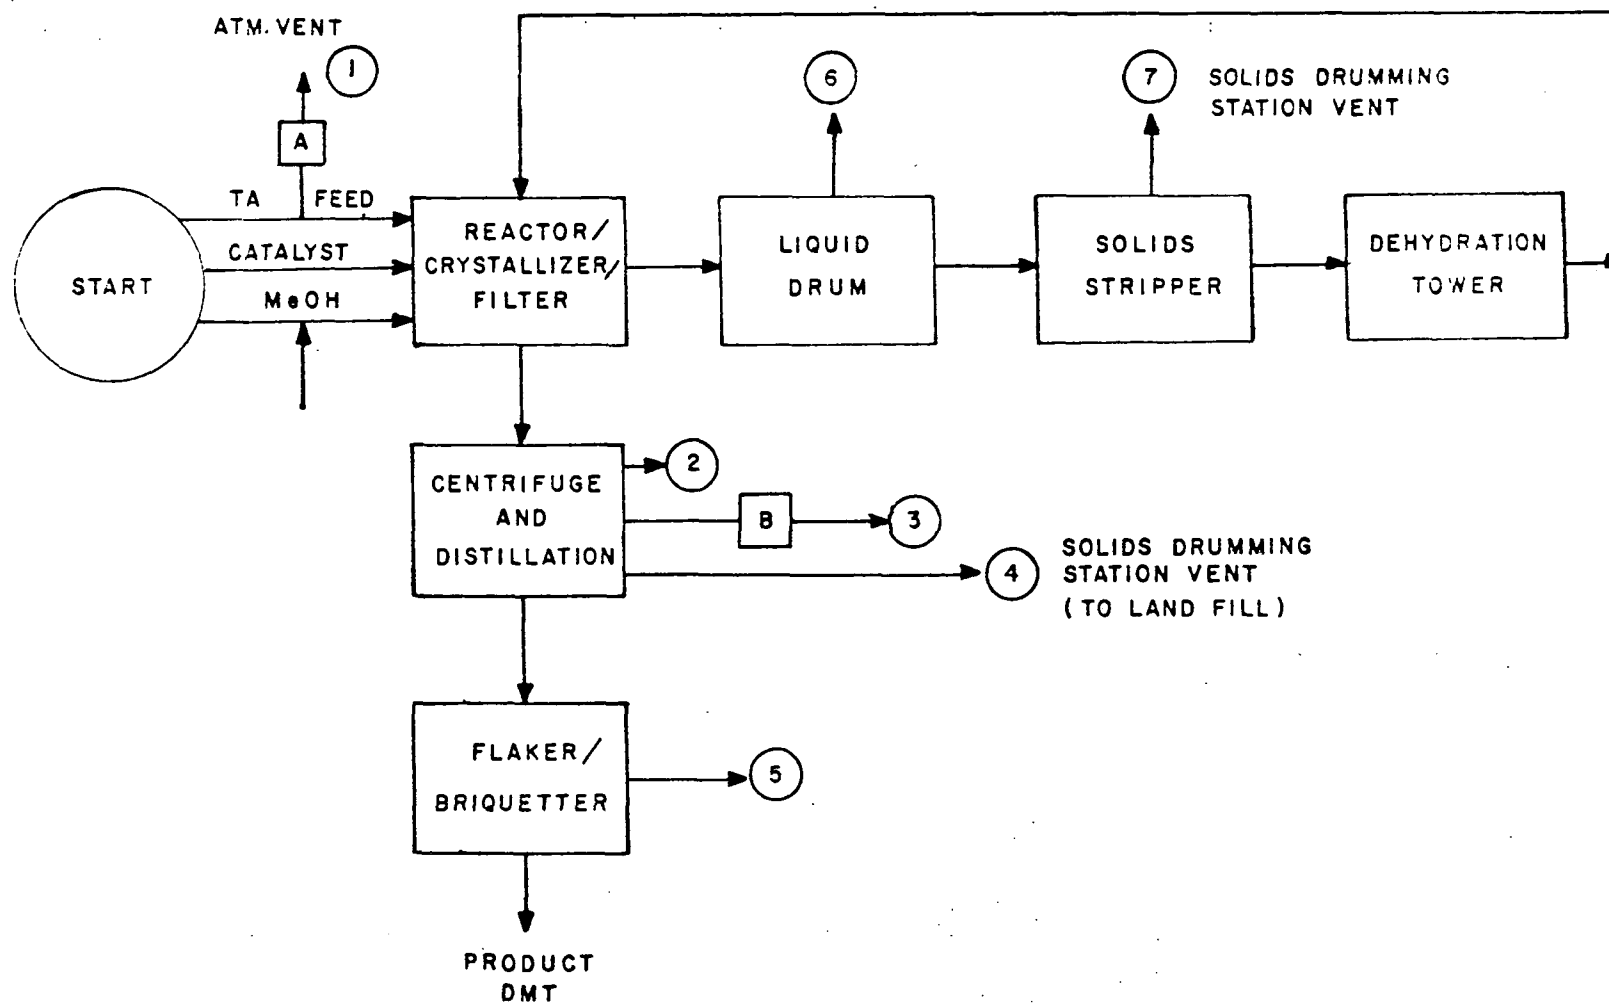 ATM. VENT
1
A
TA FEED
CATALYST
MeOH
START
REACTOR/
CRYSTALLIZER/
FILTER
6
LIQUID
DRUM
7
SOLIDS DRUMMING
STATION VENT
SOLIDS
STRIPPER
DEHYDRATION
TOWER
CENTRIFUGE
AND
DISTILLATION
2
B
3
4
SOLIDS DRUMMING
STATION VENT
(TO LAND FILL)
FLAKER/
BRIQUETTER
5
PRODUCT
DMT